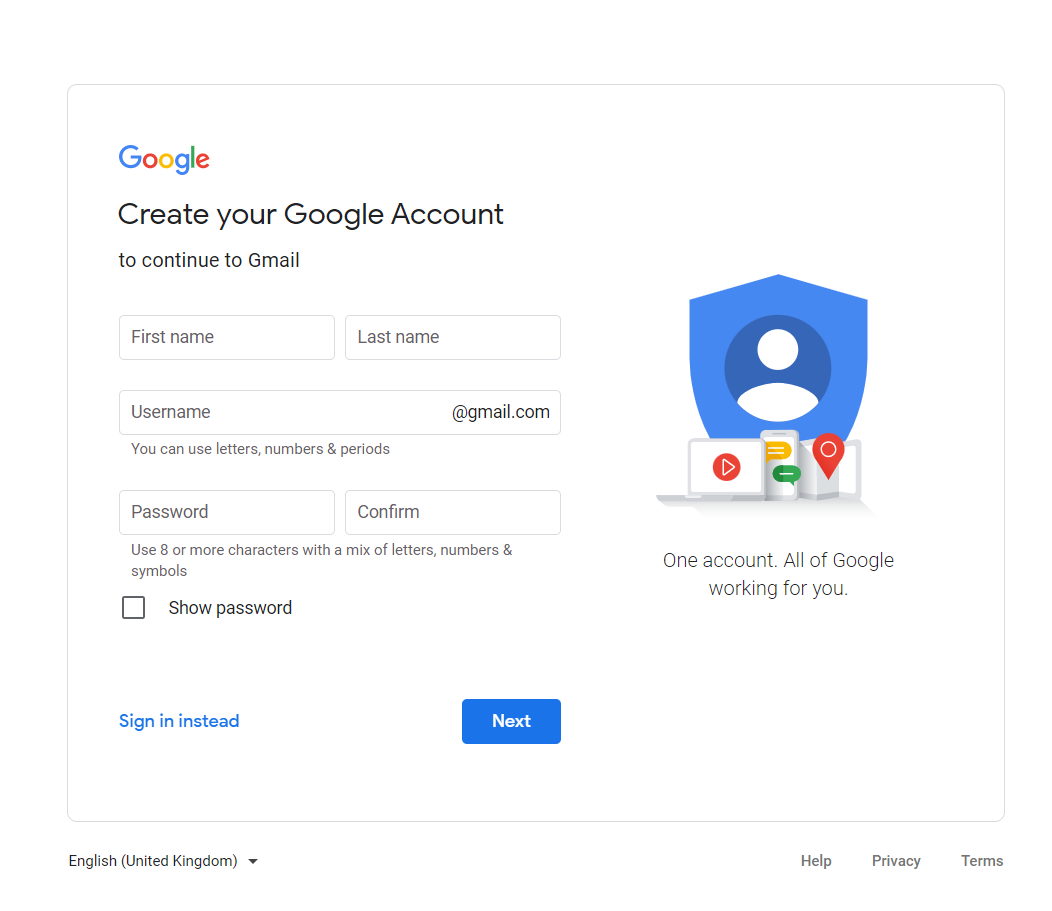 Google
Create your Google Account
to continue to Gmail
First name
Last name
Username
@gmail.com
You can use letters, numbers & periods
Password
Confirm
Use 8 or more characters with a mix of letters, numbers &
symbols
Show password
Sign in instead
Next
One account. All of Google
working for you.
English (United Kingdom)
Help
Privacy
Terms